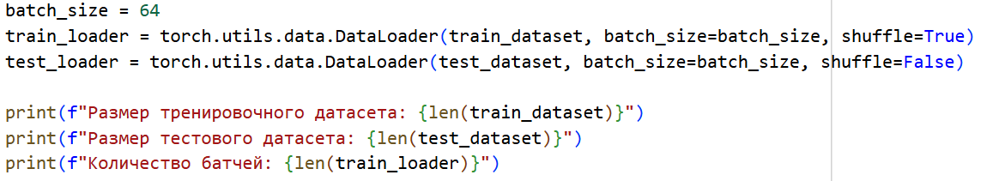 batch_size = 64
train_loader = torch.utils.data.DataLoader(train_dataset, batch_size=batch_size, shuffle=True)
test_loader = torch.utils.data.DataLoader(test_dataset, batch_size=batch_size, shuffle=False)
print(f"Размер тренировочного датасета: {len(train_dataset)}")
print(f"Размер тестового датасета: {len(test_dataset)}")
print(f"Количество батчей: {len(train_loader)}")